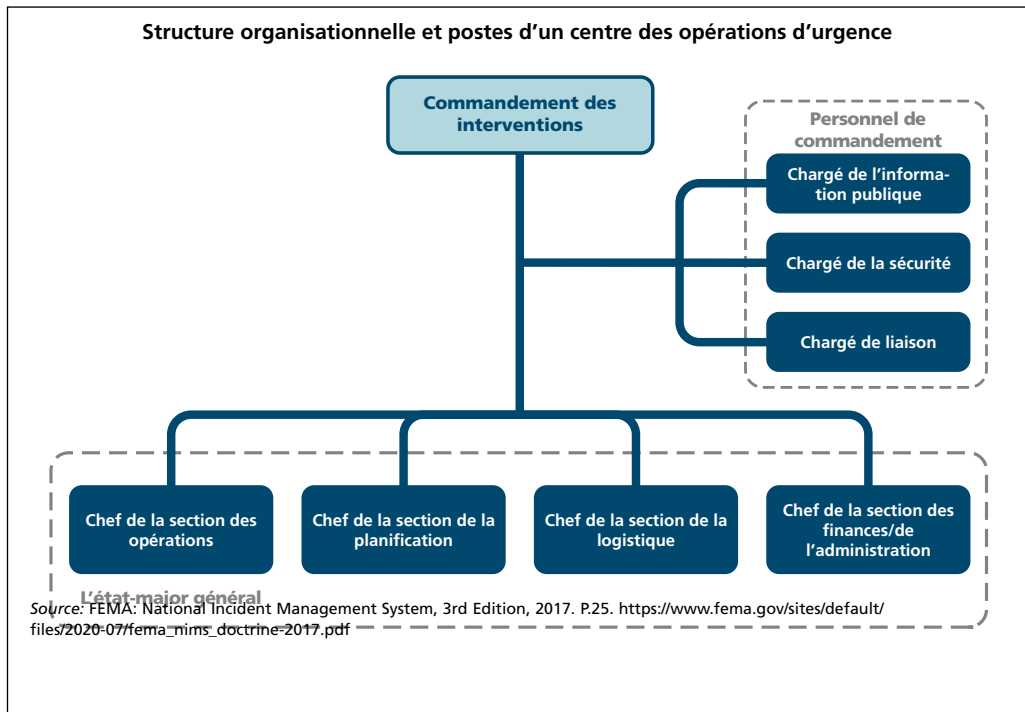 Structure organisationnelle et postes d’un centre des opérations d’urgence
Commandement des
interventions
Personnel de
commandement
Chargé de l’informa-
tion publique
Chargé de la sécurité
Chargé de liaison
Chef de la section des
opérations
Chef de la section de la
planification
Chef de la section de la
logistique
Chef de la section des
finances/de
l’administration
L’état-major général
Source: FEMA: National Incident Management System, 3rd Edition, 2017. P.25. https://www.fema.gov/sites/default/
files/2020-07/fema_nims_doctrine-2017.pdf